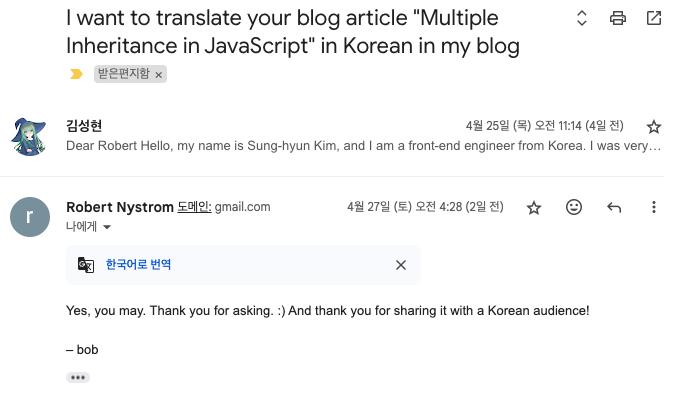 I want to translate your blog article "Multiple
Inheritance in JavaScript" in Korean in my blog
받은편지함 ×
김성현
4월 25일 (목) 오전 11:14 (4일 전)
Dear Robert Hello, my name is Sung-hyun Kim, and I am a front-end engineer from Korea. I was very…
r
Robert Nystrom 도메인: gmail.com
4월 27일 (토) 오전 4:28 (2일 전)
나에게
한국어로 번역
Yes, you may. Thank you for asking. :) And thank you for sharing it with a Korean audience!
– bob